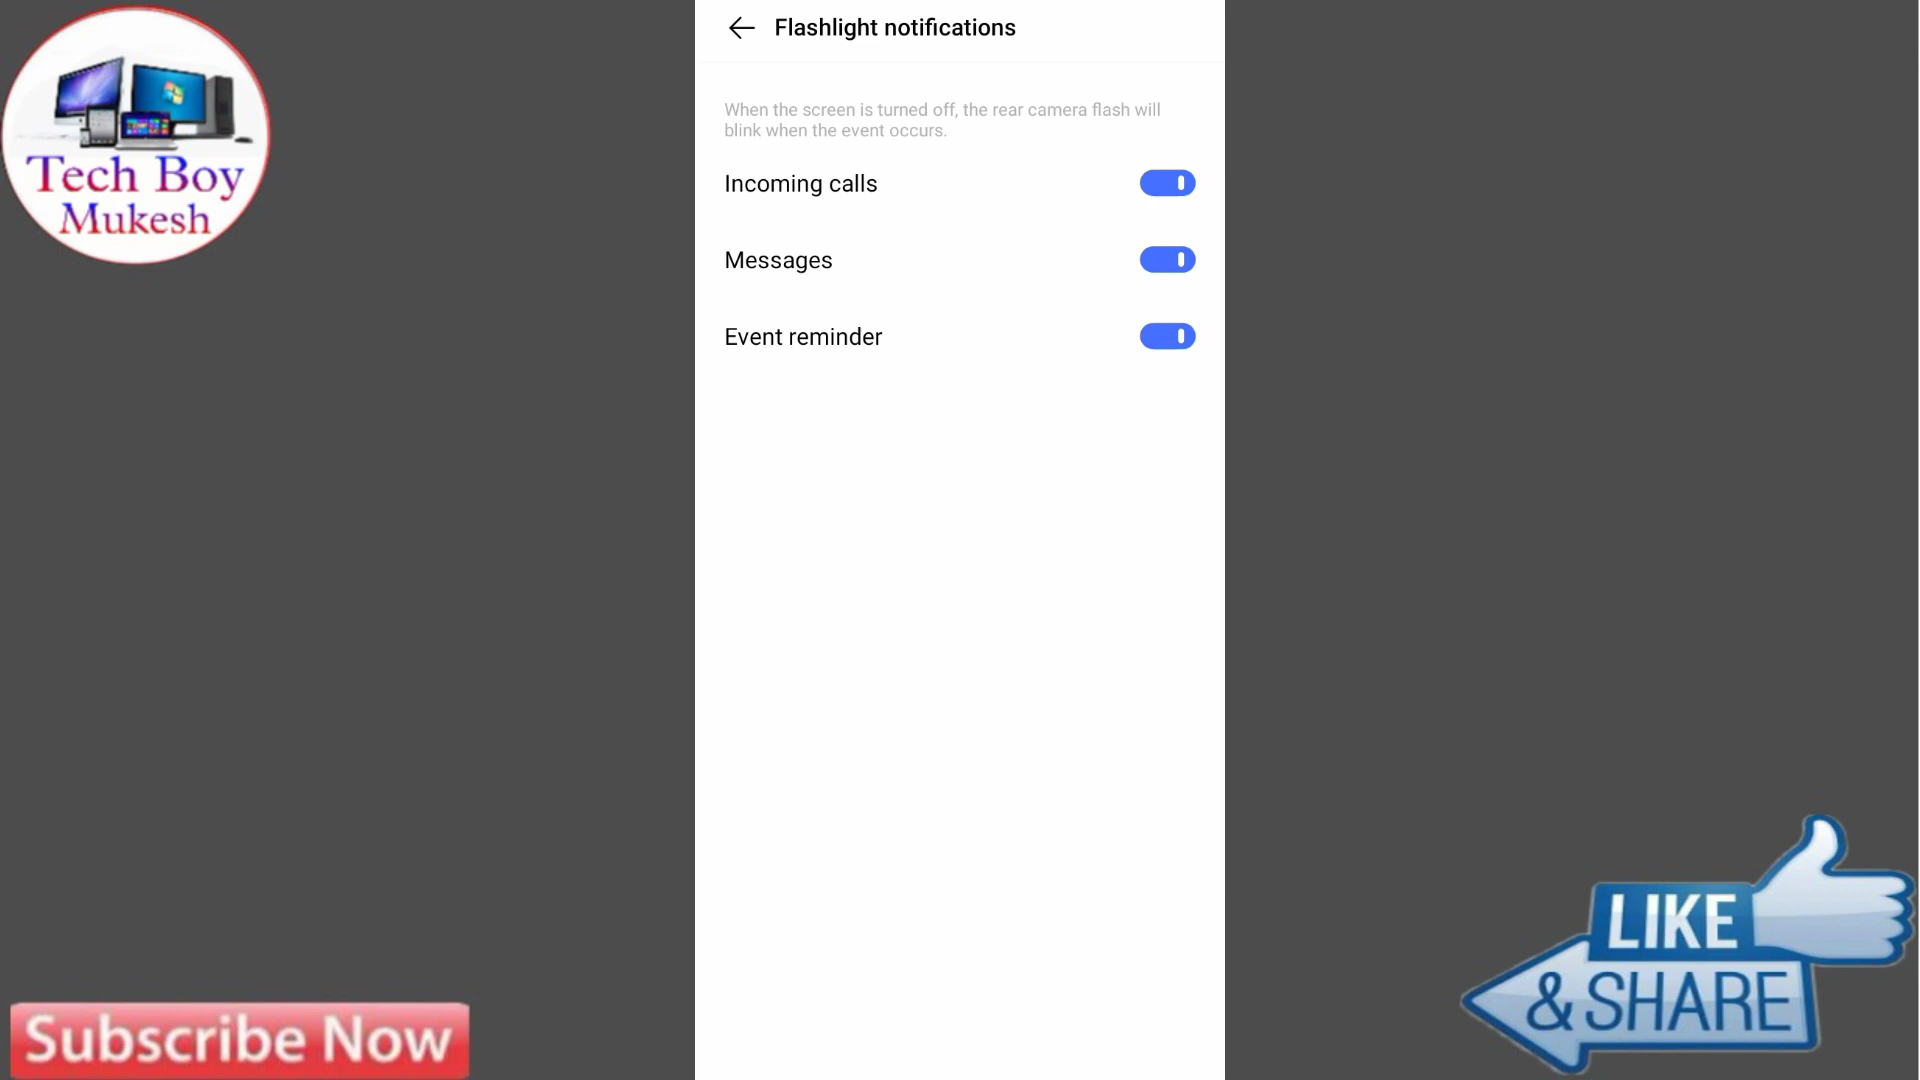 Flashlight notifications
When the screen is turned off, the rear camera flash will
blink when the event occurs.
Incoming calls
Messages
Event reminder
Tech Boy
Mukesh
Subscribe Now
LIKE
& SHARE